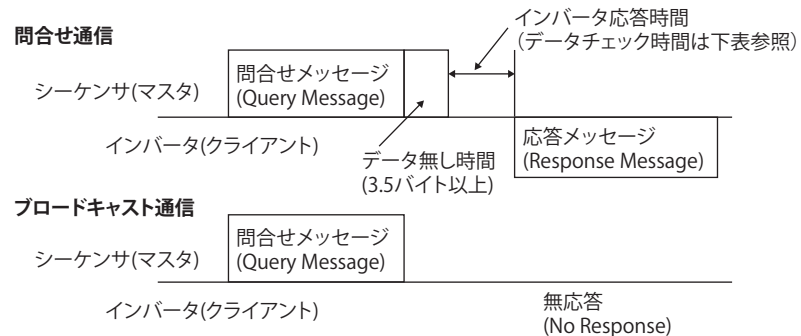 問合せ通信
インバータ応答時間
(データチェック時間は下表参照)
シーケンサ(マスタ)
問合せメッセージ
(Query Message)
インバータ(クライアント)
データ無し時間
(3.5バイト以上)
応答メッセージ
(Response Message)
ブロードキャスト通信
シーケンサ(マスタ)
問合せメッセージ
(Query Message)
インバータ(クライアント)
無応答
(No Response)